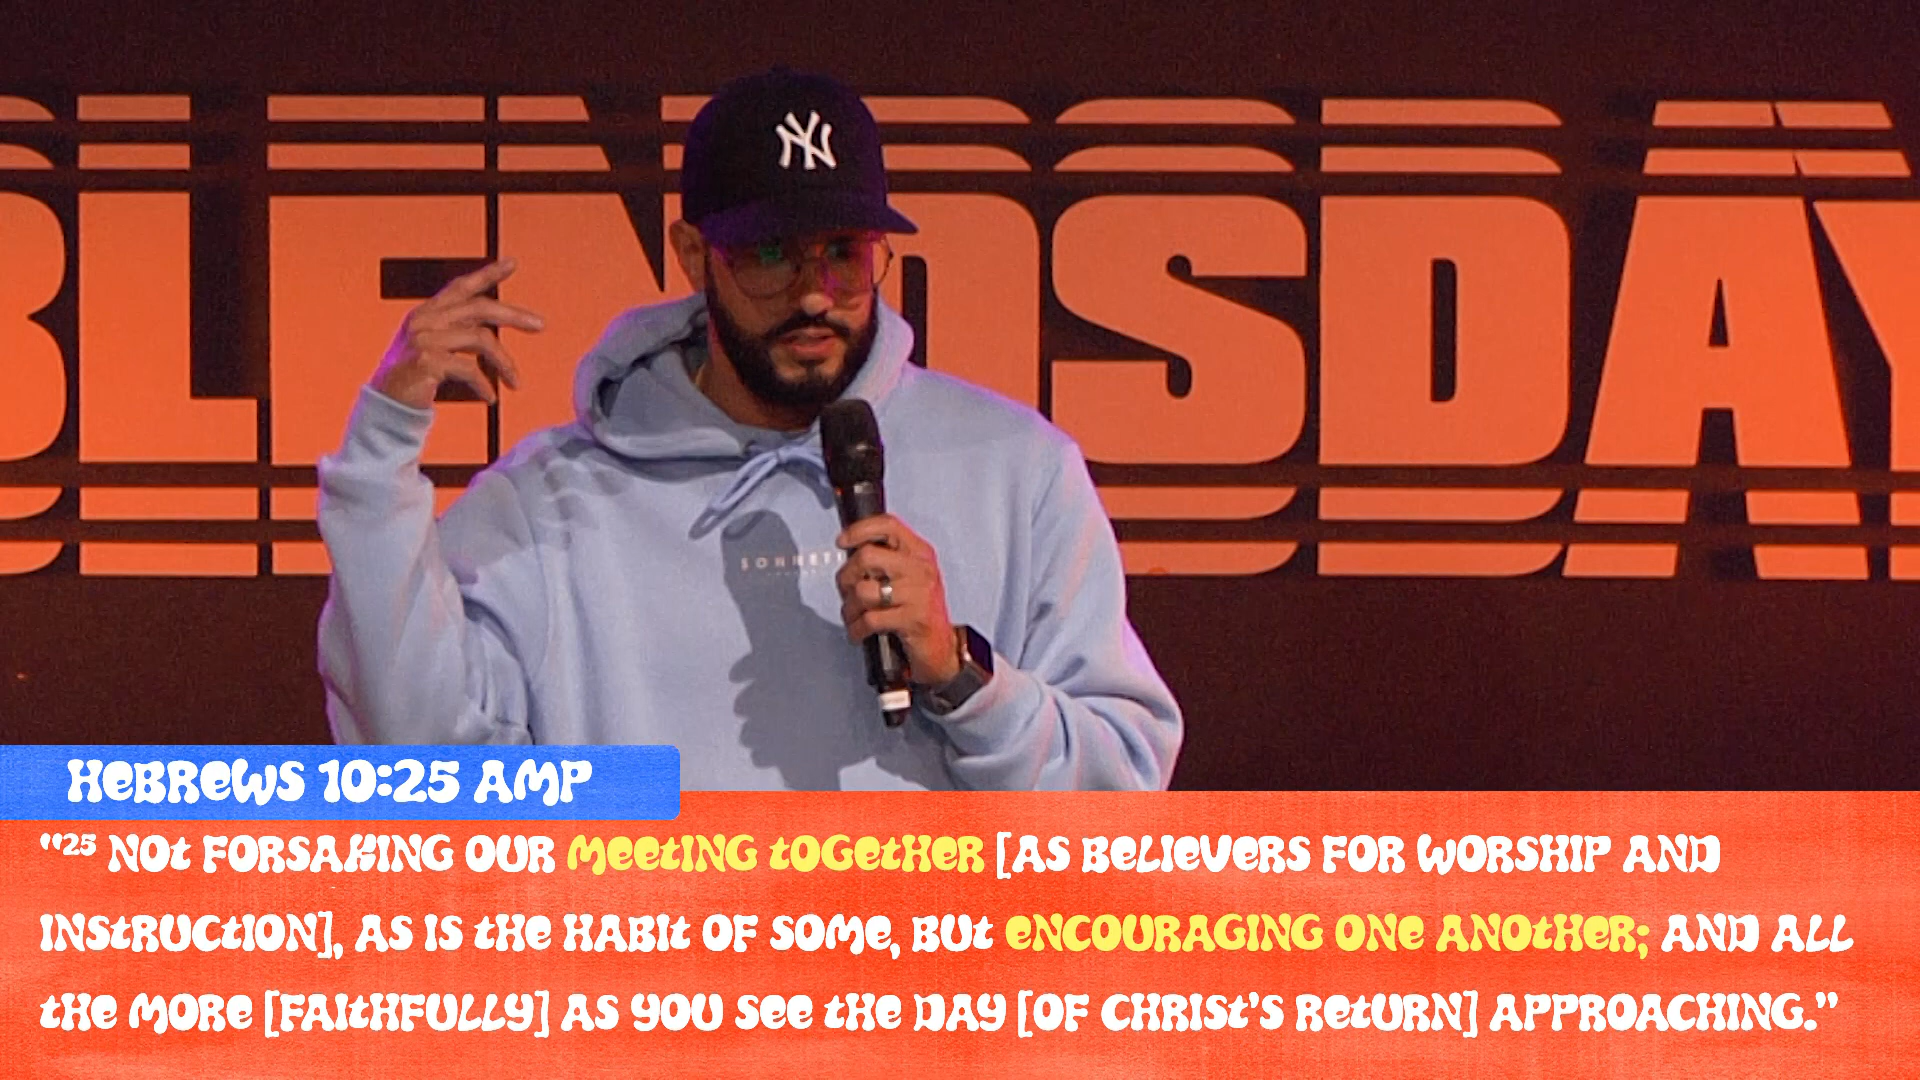 NY
BLENDSDAY
HEBREWS 10:25 AMP
“25 NOT FORSAKING OUR MEETING TOGETHER [AS BELIEVERS FOR WORSHIP AND
INSTRUCTION], AS IS THE HABIT OF SOME, BUT ENCOURAGING ONE ANOTHER; AND ALL
THE MORE [FAITHFULLY] AS YOU SEE THE DAY [OF CHRIST’S RETURN] APPROACHING.”